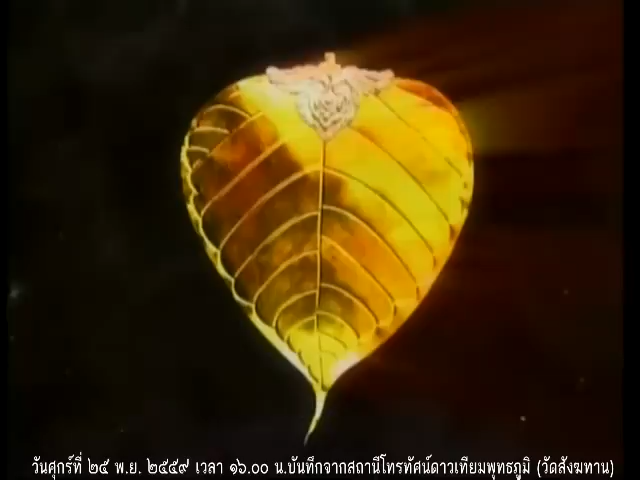 วันศุกร์ที่ ๒๕ พ.ย. ๒๕๕๙ เวลา ๑๖.๐๐ น.บันทึกจากสถานีโทรทัศน์ดาวเทียมพุทธภูมิ (วัดสังฆทาน)